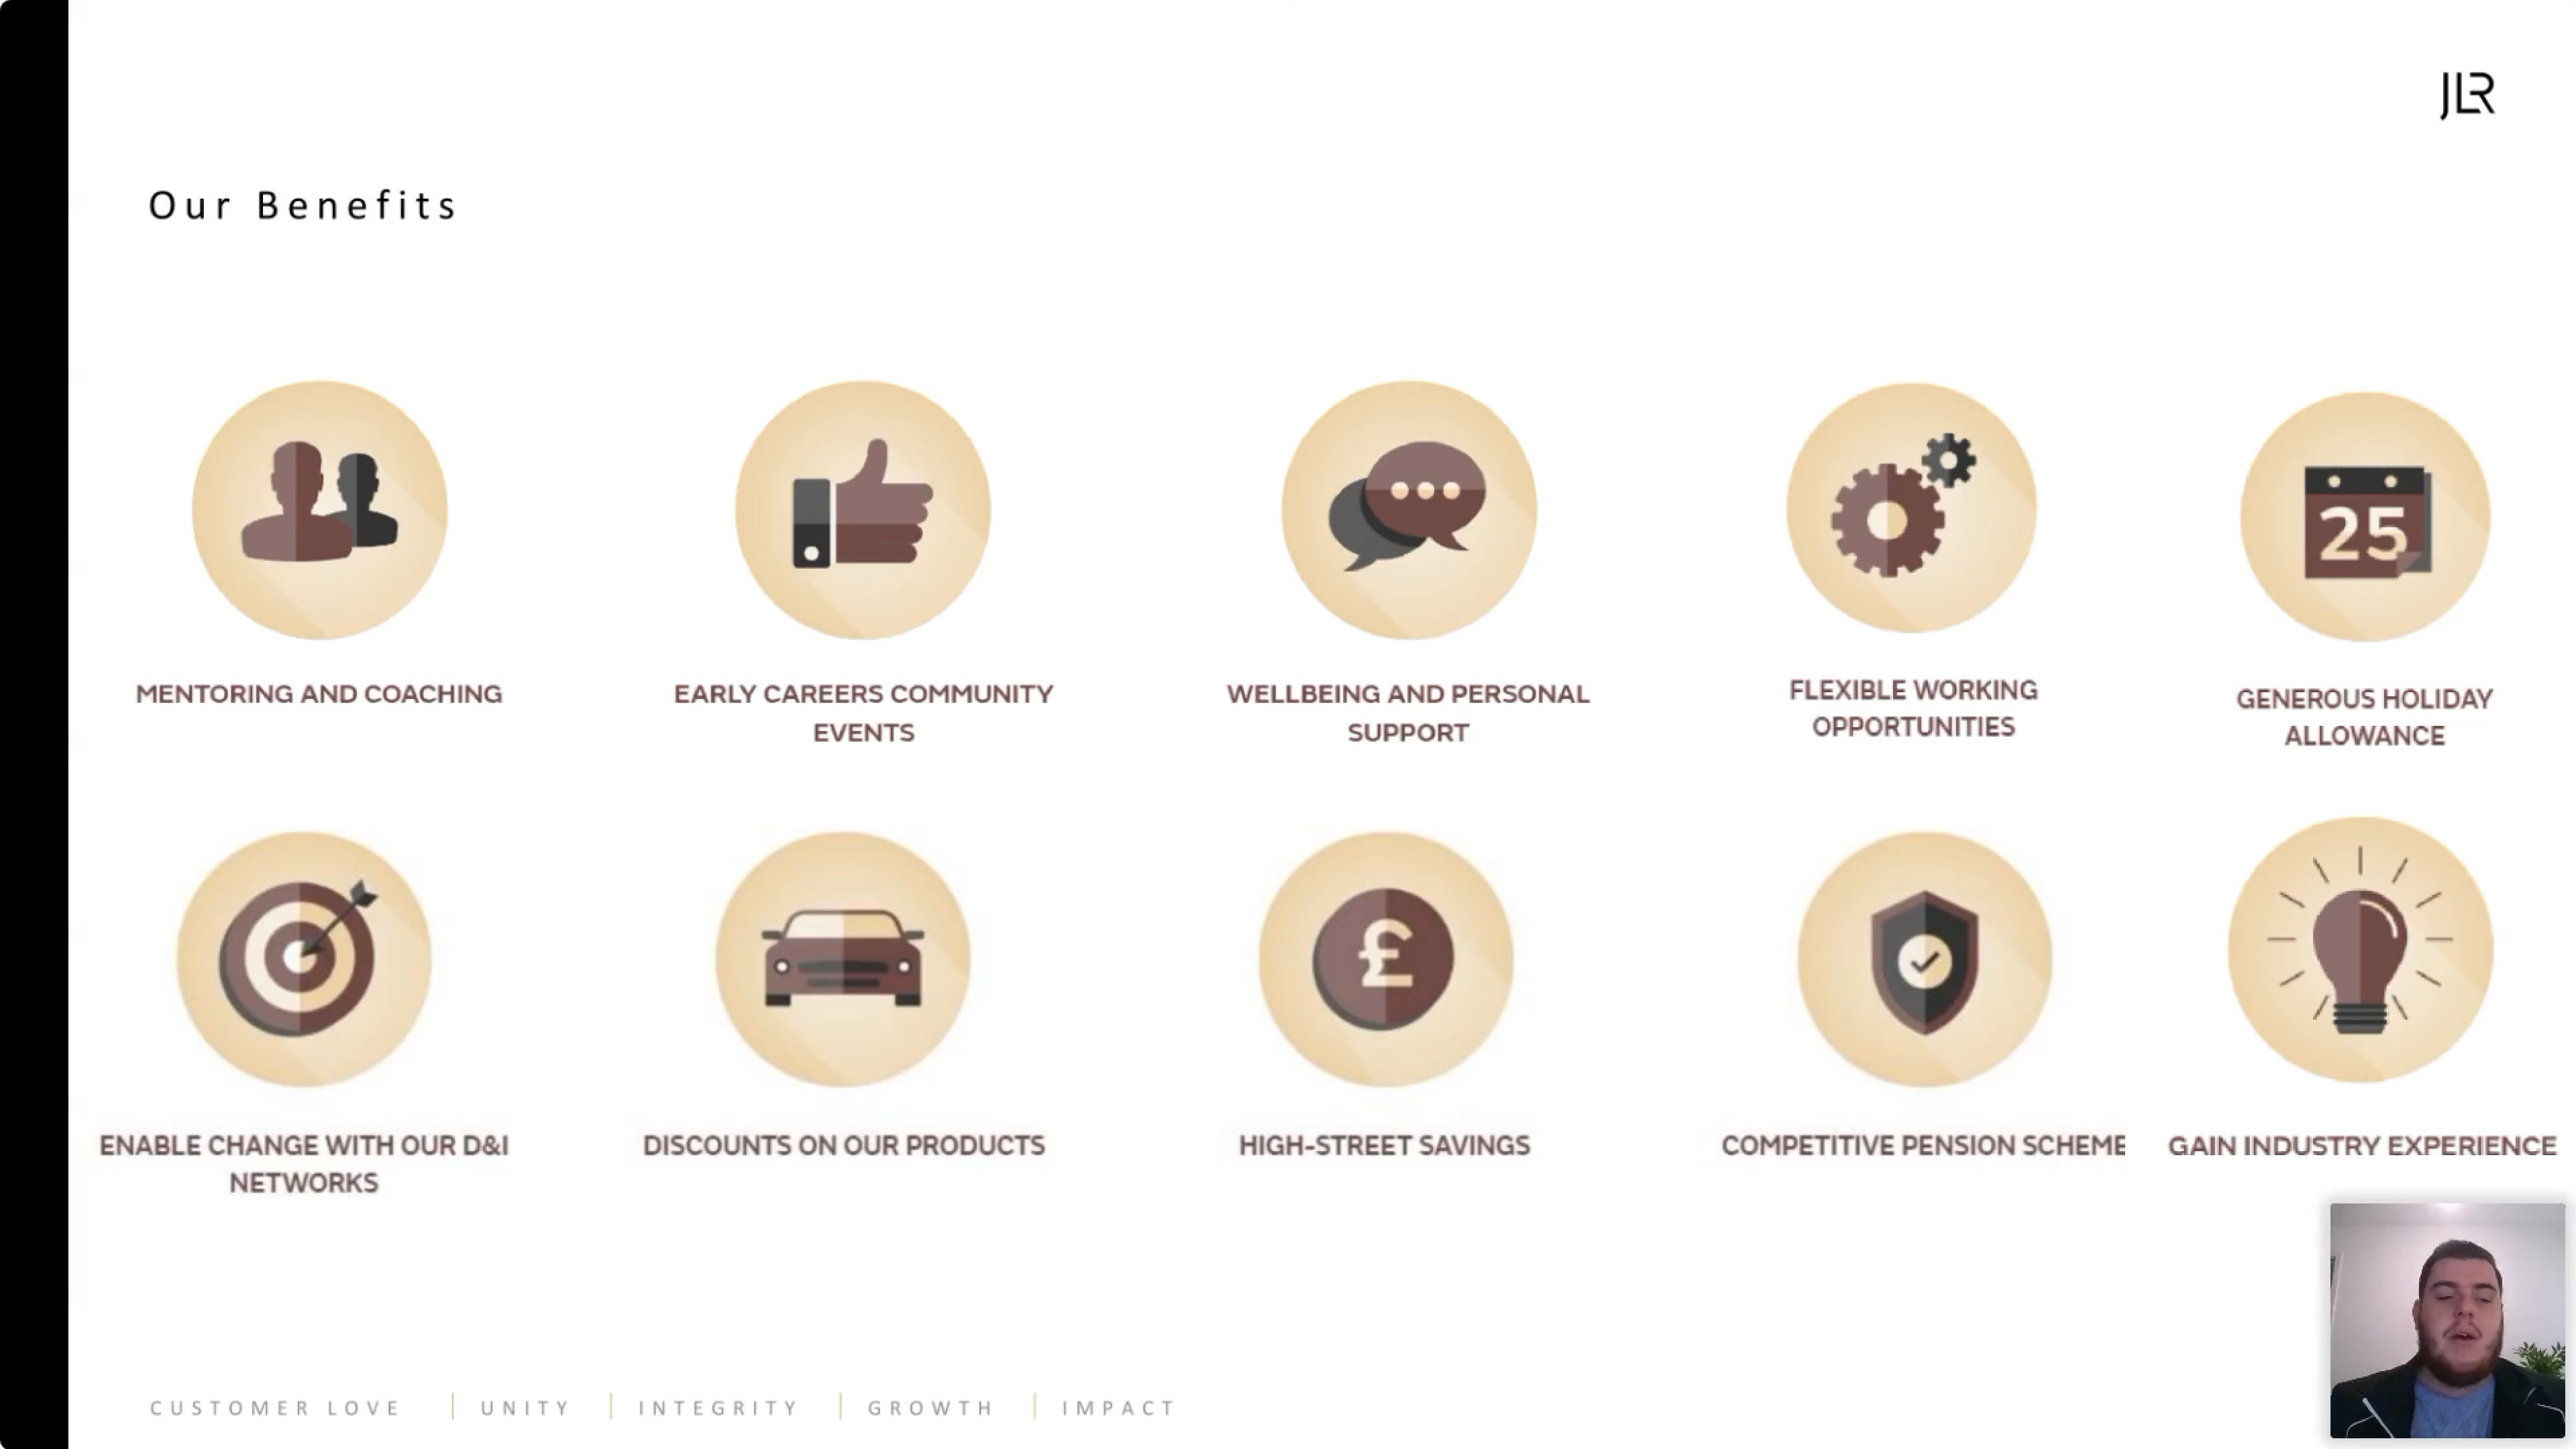 JLR
Our Benefits
25
MENTORING AND COACHING
EARLY CAREERS COMMUNITY
EVENTS
WELLBEING AND PERSONAL
SUPPORT
FLEXIBLE WORKING
OPPORTUNITIES
GENEROUS HOLIDAY
ALLOWANCE
£
ENABLE CHANGE WITH OUR D&I
NETWORKS
DISCOUNTS ON OUR PRODUCTS
HIGH-STREET SAVINGS
COMPETITIVE PENSION SCHEME
GAIN INDUSTRY EXPERIENCE
CUSTOMER LOVE | UNITY | INTEGRITY | GROWTH | IMPACT